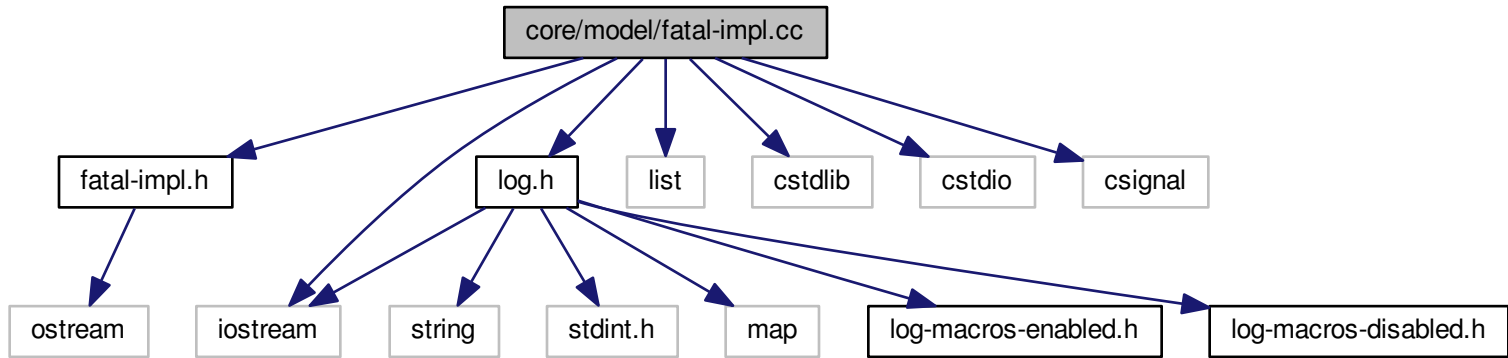 core/model/fatal-impl.cc
fatal-impl.h
log.h
list
cstdlib
cstdio
csignal
ostream
iostream
string
stdint.h
map
log-macros-enabled.h
log-macros-disabled.h